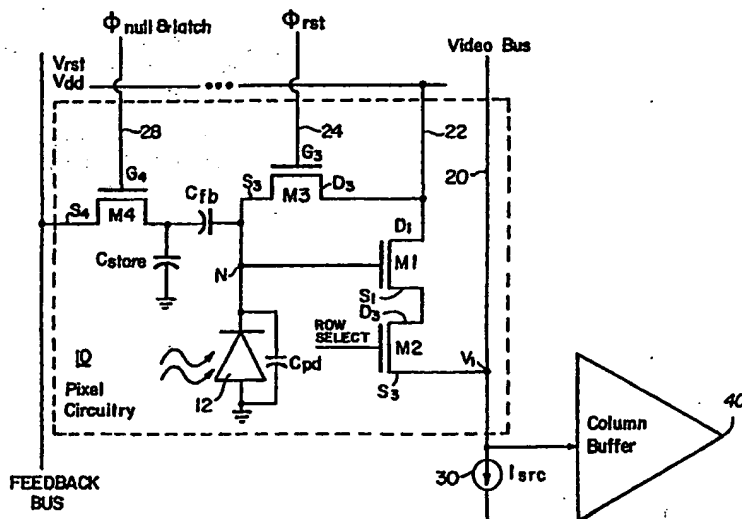 Φnull & latch
Φrst
Video Bus
Vrst
Vdd
28
24
22
20
G4
S4
M4
Cfb
G3
S3
D3
M3
Cstore
N
D1
M1
S1
D3
ROW
SELECT
M2
S3
V1
10
Pixel
Circuitry
12
Cpd
Column
Buffer
40
30
Isrc
FEEDBACK
BUS